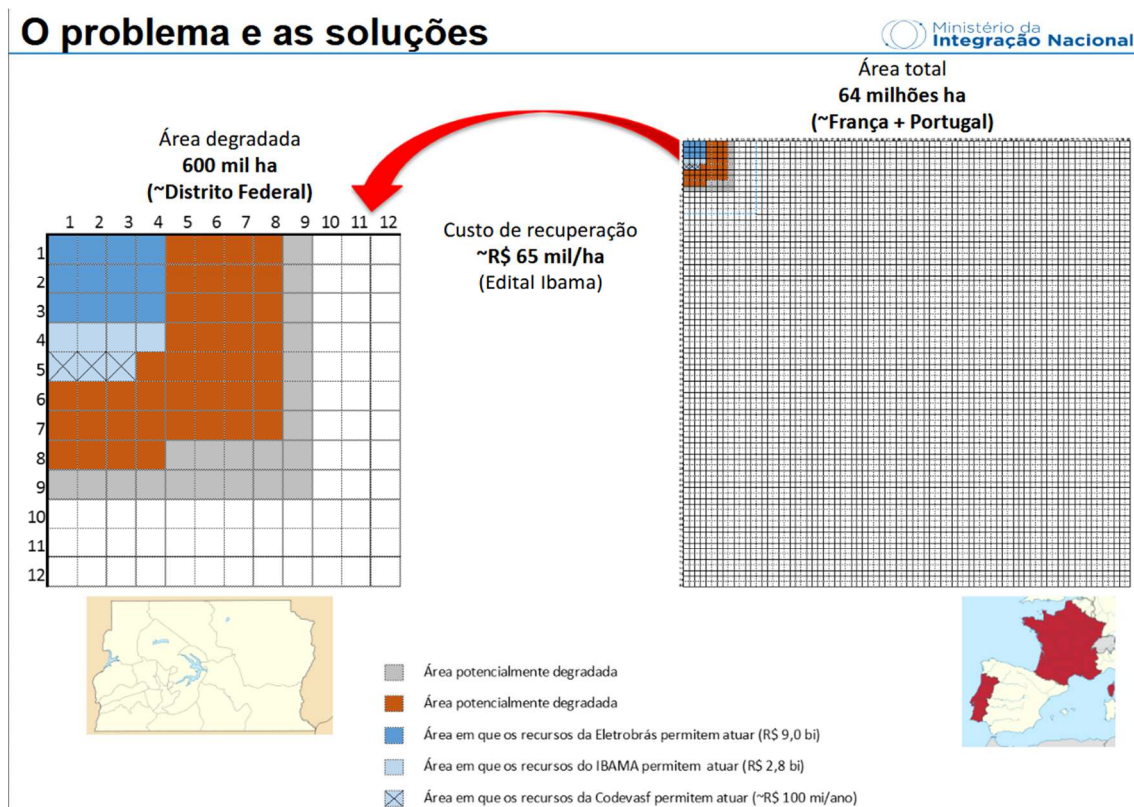 O problema e as soluções
Ministério da
Integração Nacional
Área total
64 milhões ha
(~França + Portugal)
Área degradada
600 mil ha
(~Distrito Federal)
Custo de recuperação
~R$ 65 mil/ha
(Edital Ibama)
1 2 3 4 5 6 7 8 9 10 11 12
1
2
3
4
5
6
7
8
9
10
11
12
Área potencialmente degradada
Área potencialmente degradada
Área em que os recursos da Eletrobrás permitem atuar (R$ 9,0 bi)
Área em que os recursos do IBAMA permitem atuar (R$ 2,8 bi)
Área em que os recursos da Codevasf permitem atuar (~R$ 100 mi/ano)